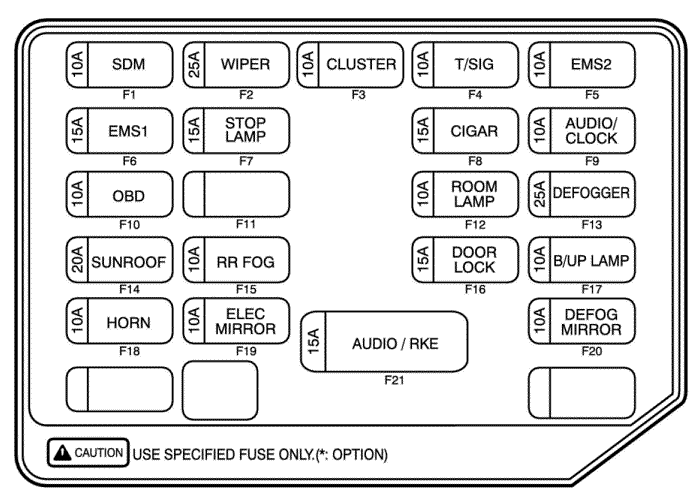 10A SDM
F1
25A WIPER
F2
10A CLUSTER
F3
10A T/SIG
F4
10A EMS2
F5
15A EMS1
F6
15A STOP
LAMP
F7
15A CIGAR
F8
10A AUDIO/
CLOCK
F9
10A OBD
F10
F11
10A ROOM
LAMP
F12
25A DEFOGGER
F13
20A SUNROOF
F14
10A RR FOG
F15
15A DOOR
LOCK
F16
10A B/UP LAMP
F17
10A HORN
F18
10A ELEC
MIRROR
F19
15A AUDIO / RKE
F21
10A DEFOG
MIRROR
F20
CAUTION USE SPECIFIED FUSE ONLY.(*: OPTION)